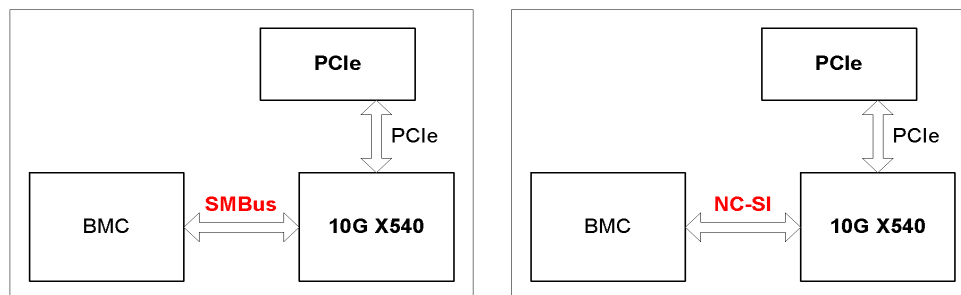 PCIe
PCIe
BMC
SMBus
10G X540
PCIe
PCIe
BMC
NC-SI
10G X540